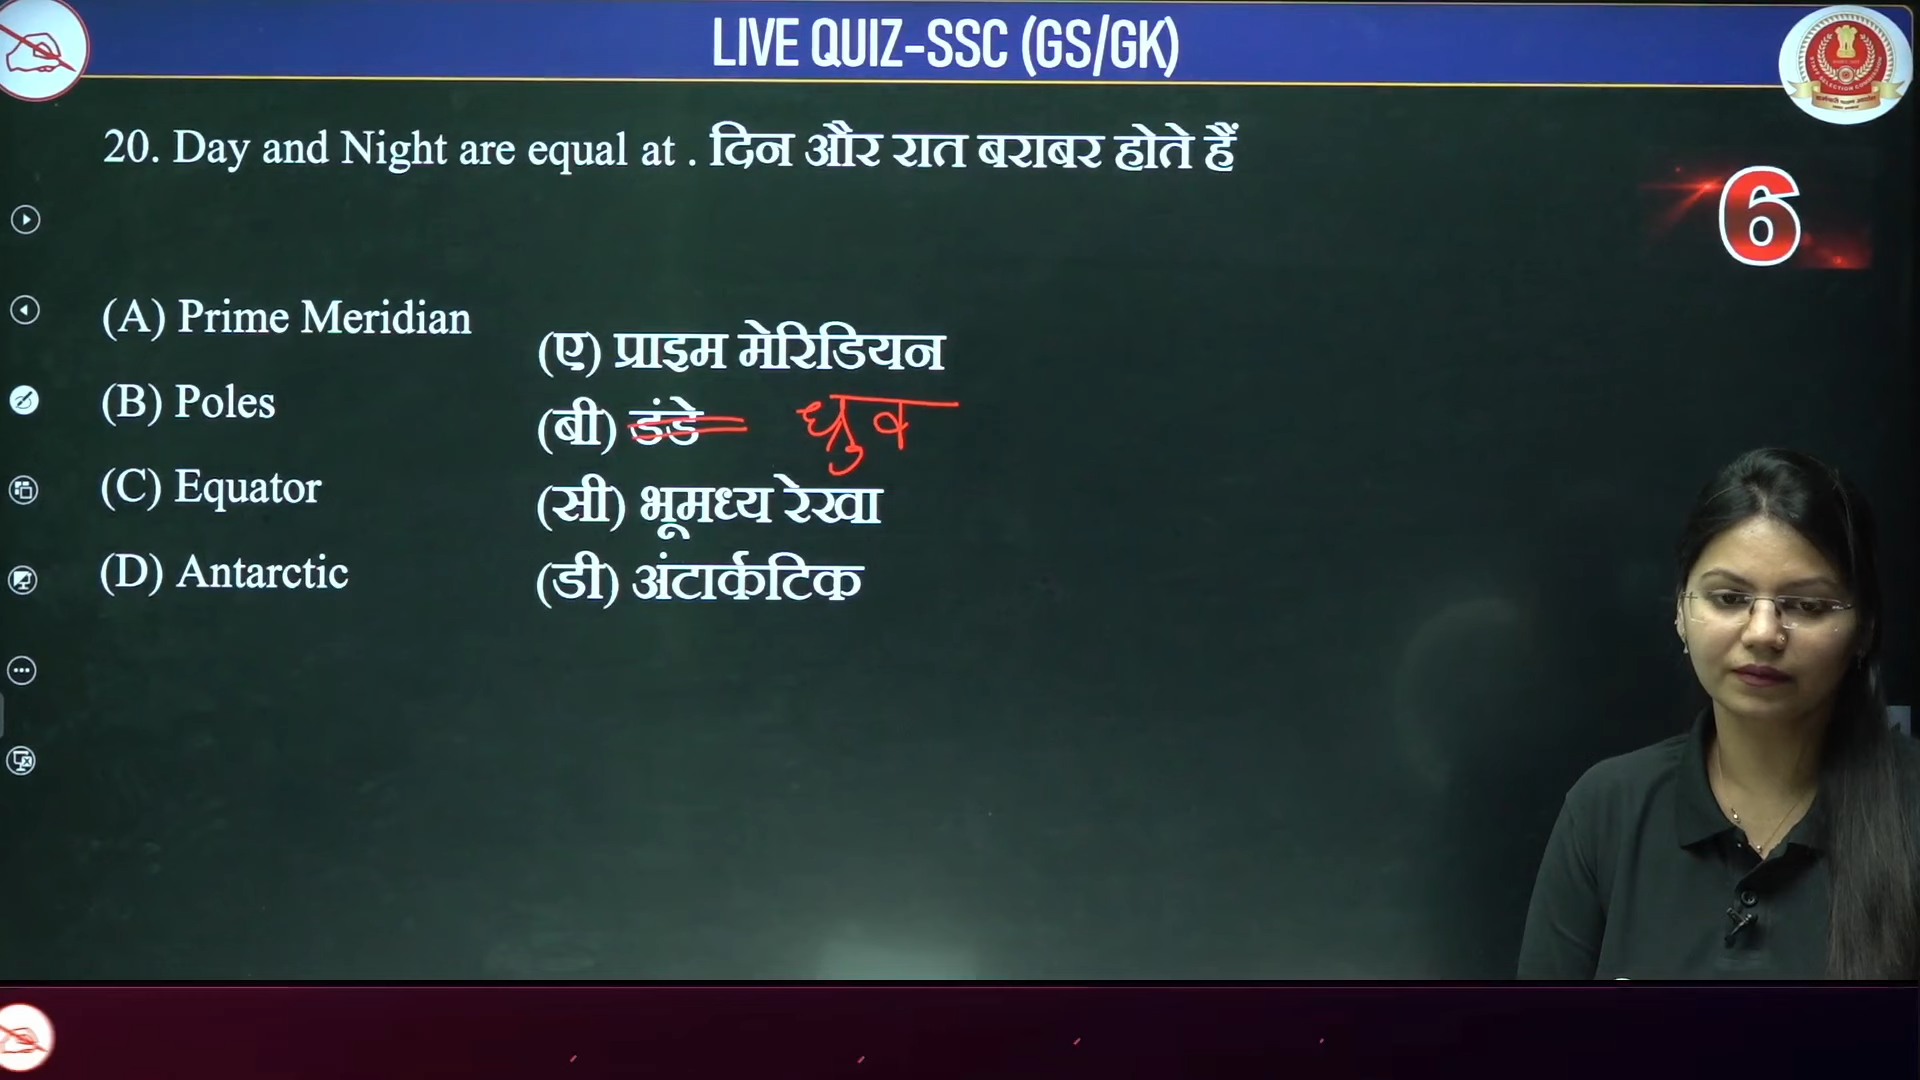 LIVE QUIZ-SSC (GS/GK)
20. Day and Night are equal at . दिन और रात बराबर होते हैं
6
(A) Prime Meridian
(B) Poles
(C) Equator
(D) Antarctic
(ए) प्राइम मेरिडियन
(बी) डंडे ध्रुव
(सी) भूमध्य रेखा
(डी) अंटार्कटिक